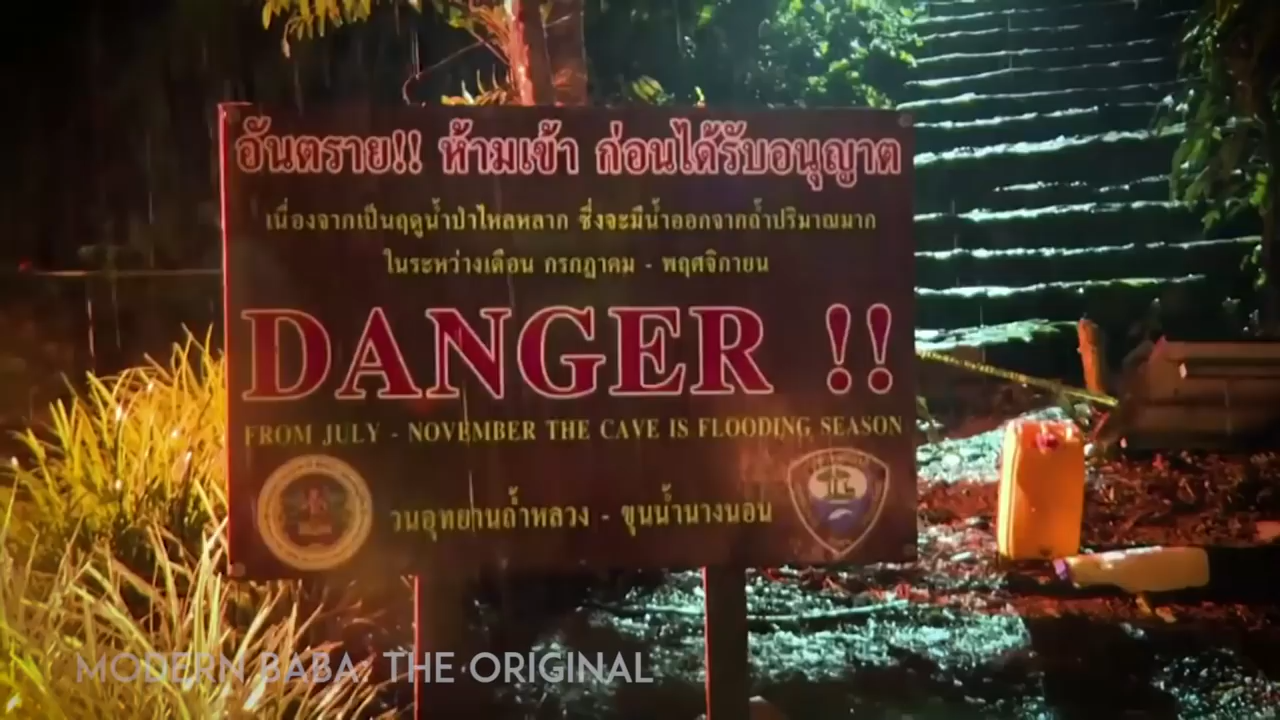 อันตราย!! ห้ามเข้า ก่อนได้รับอนุญาต
เนื่องจากเป็นฤดูน้ำป่าไหลหลาก ซึ่งจะมีน้ำออกจากถ้ำปริมาณมาก
ในระหว่างเดือน กรกฎาคม - พฤศจิกายน
DANGER !!
FROM JULY - NOVEMBER THE CAVE IS FLOODING SEASON
วนอุทยานถ้ำหลวง - ขุนน้ำนางนอน
MODERN BABA. THE ORIGINAL